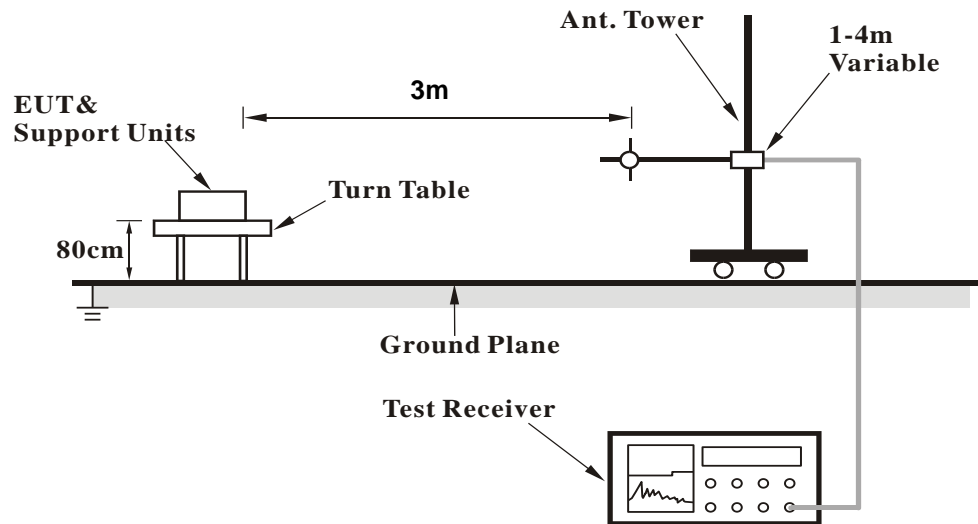 Ant. Tower
1-4m
Variable
3m
EUT&
Support Units
Turn Table
80cm
Ground Plane
Test Receiver